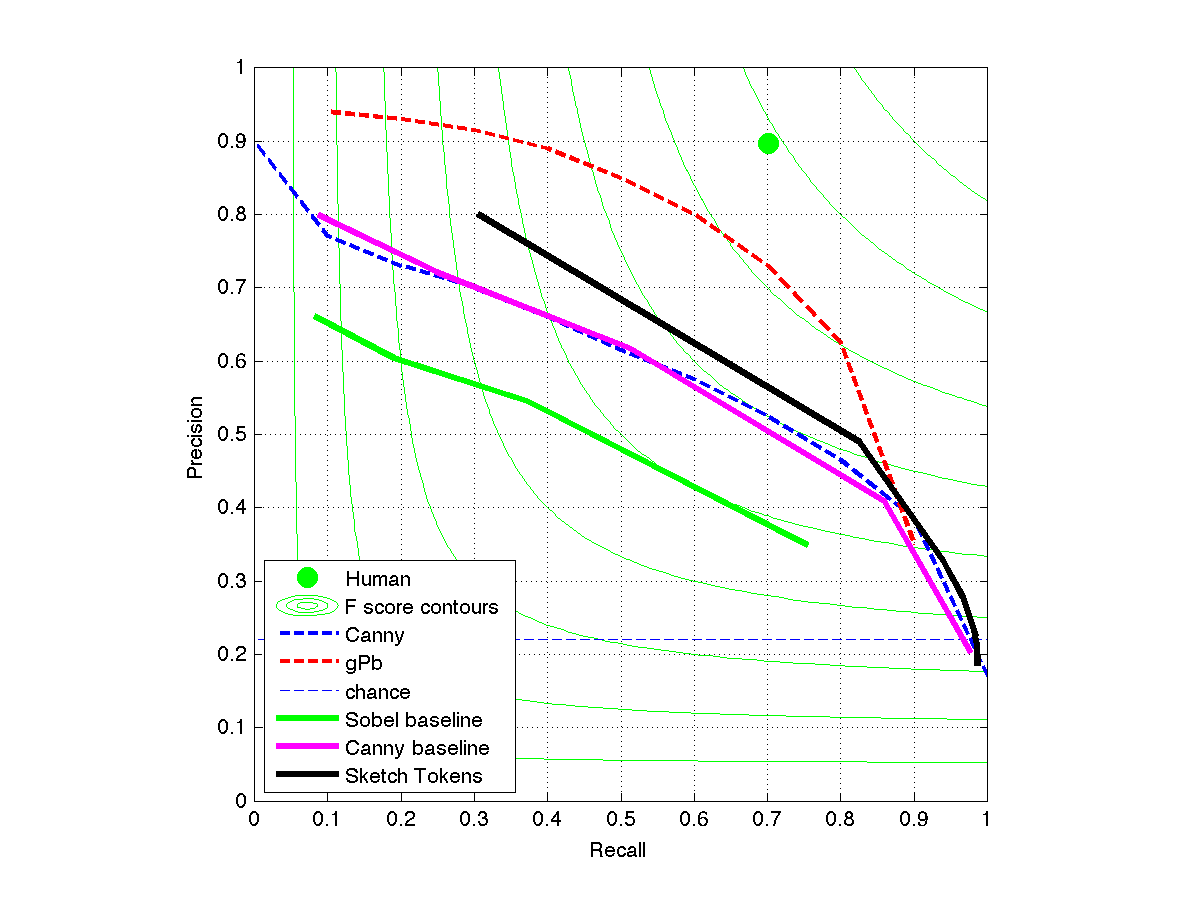 1
0.9
0.8
0.7
0.6
0.5
0.4
0.3
0.2
0.1
0
Precision
Human
F score contours
Canny
gPb
chance
Sobel baseline
Canny baseline
Sketch Tokens
0 0.1 0.2 0.3 0.4 0.5 0.6 0.7 0.8 0.9 1
Recall